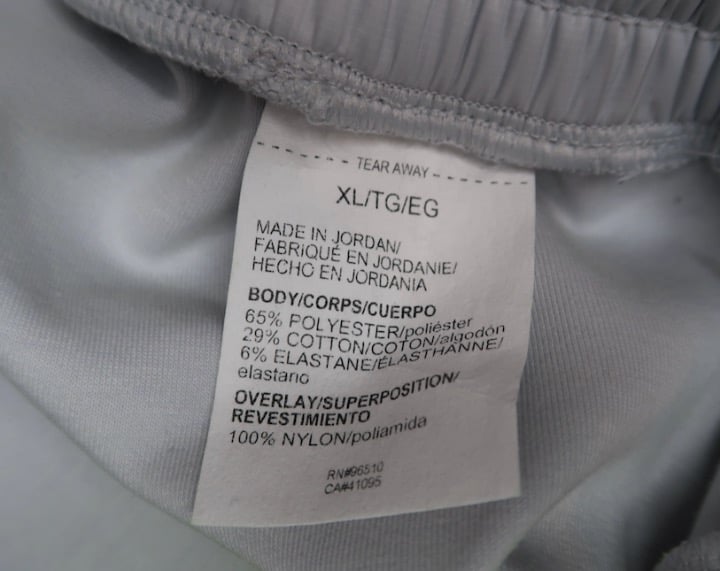 TEAR AWAY
XL/TG/EG
MADE IN JORDAN/
FABRIQUÉ EN JORDANIE/
HECHO EN JORDANIA
BODY/CORPS/CUERPO
65% POLYESTER/poliéster
29% COTTON/COTON/algodón
6% ELASTANE/ÉLASTHANNE/
elastano
OVERLAY/SUPERPOSITION/
REVESTIMIENTO
100% NYLON/poliamida
RN#96510
CA#41095